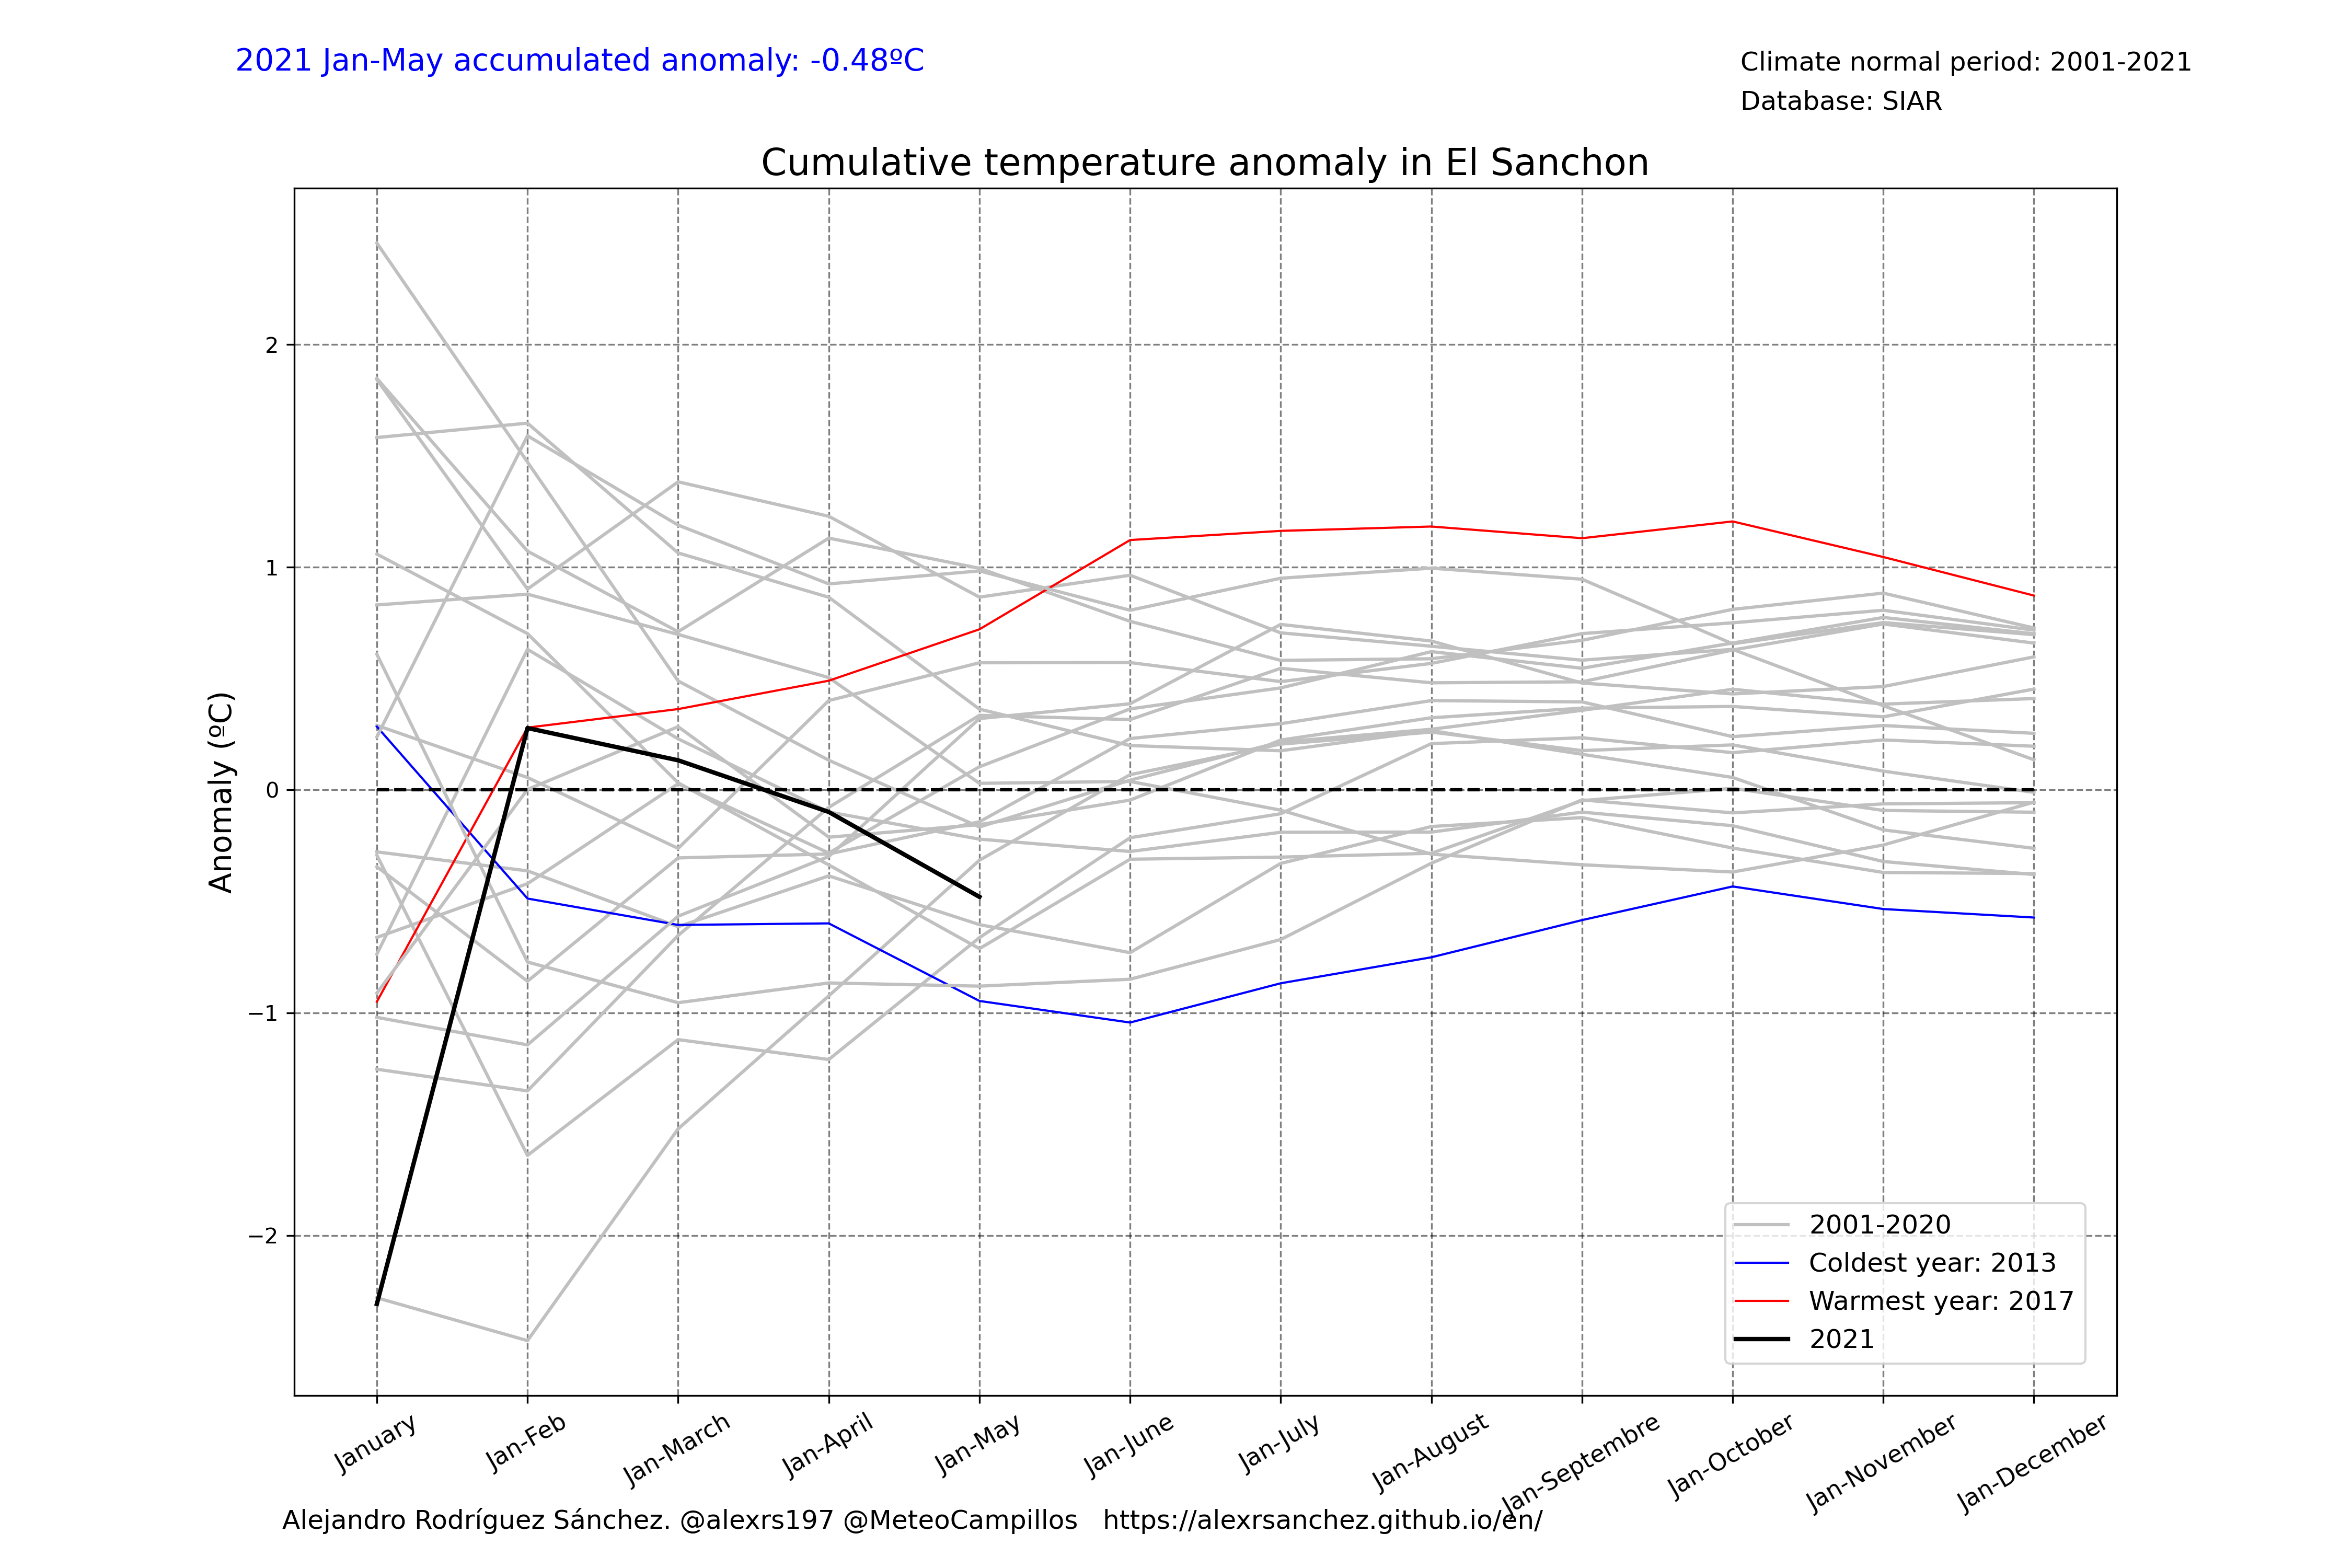 2021 Jan-May accumulated anomaly: -0.48ºC
Climate normal period: 2001-2021
Database: SIAR
Cumulative temperature anomaly in El Sanchon
Anomaly (ºC)
2
1
0
−1
−2
January
Jan-Feb
Jan-March
Jan-April
Jan-May
Jan-June
Jan-July
Jan-August
Jan-Septembre
Jan-October
Jan-November
Jan-December
2001-2020
Coldest year: 2013
Warmest year: 2017
2021
Alejandro Rodríguez Sánchez. @alexrs197 @MeteoCampillos https://alexrsanchez.github.io/en/